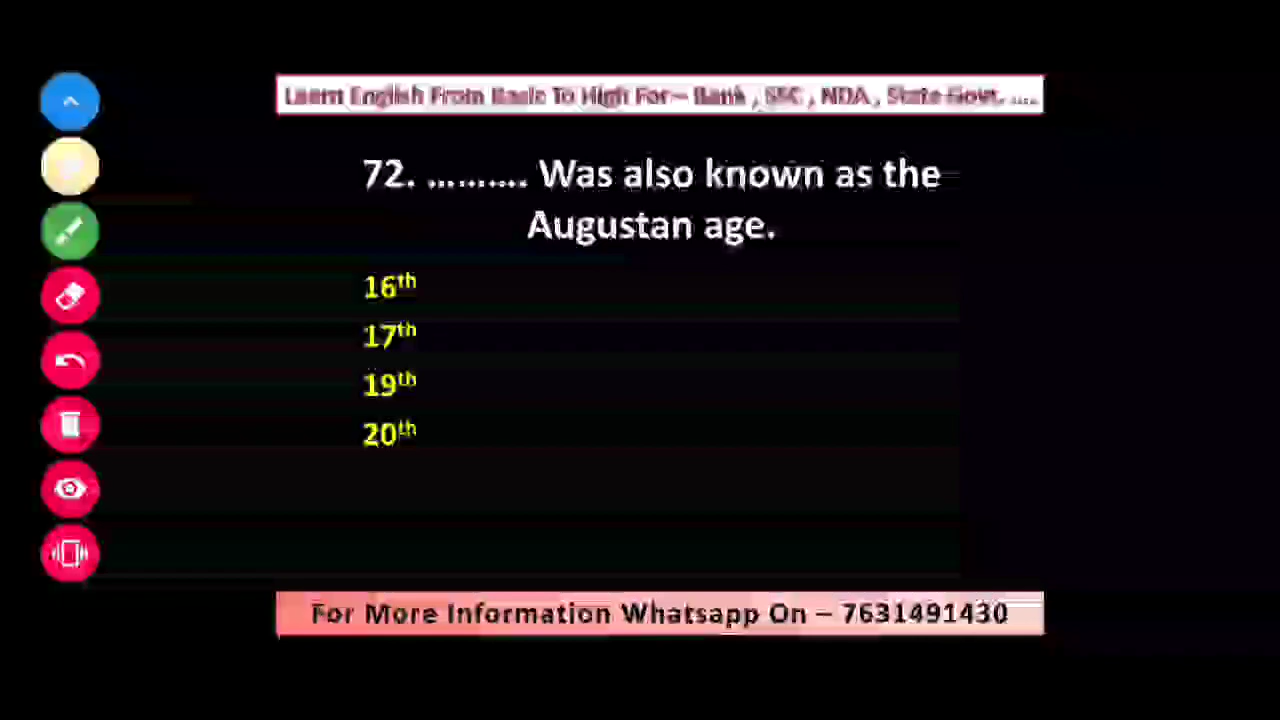 Learn English From Basic To High For – Bank , SSC , NDA , State Govt. ....
72. .......... Was also known as the
Augustan age.
16th
17th
19th
20th
For More Information Whatsapp On – 7631491430